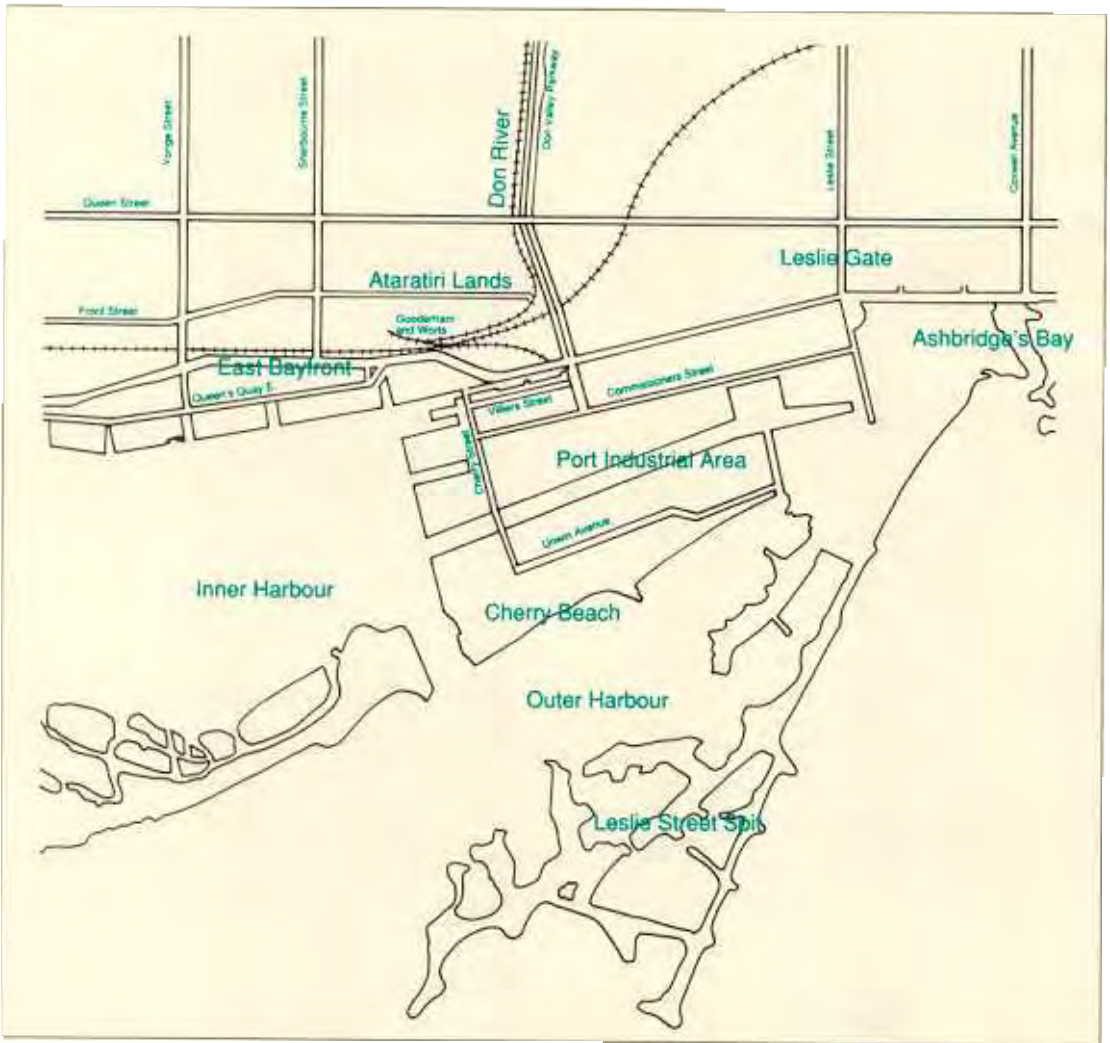 Yonge Street
Sherbourne Street
Don River
Don Valley Parkway
Leslie Street
Coxwell Avenue
Queen Street
Leslie Gate
Ataratiri Lands
Front Street
Gooderham
and Worts
Ashbridge's Bay
East Bayfront
Queen's Quay E.
Commissioners Street
Villiers Street
Cherry Street
Port Industrial Area
Unwin Avenue
Inner Harbour
Cherry Beach
Outer Harbour
Leslie Street Spit